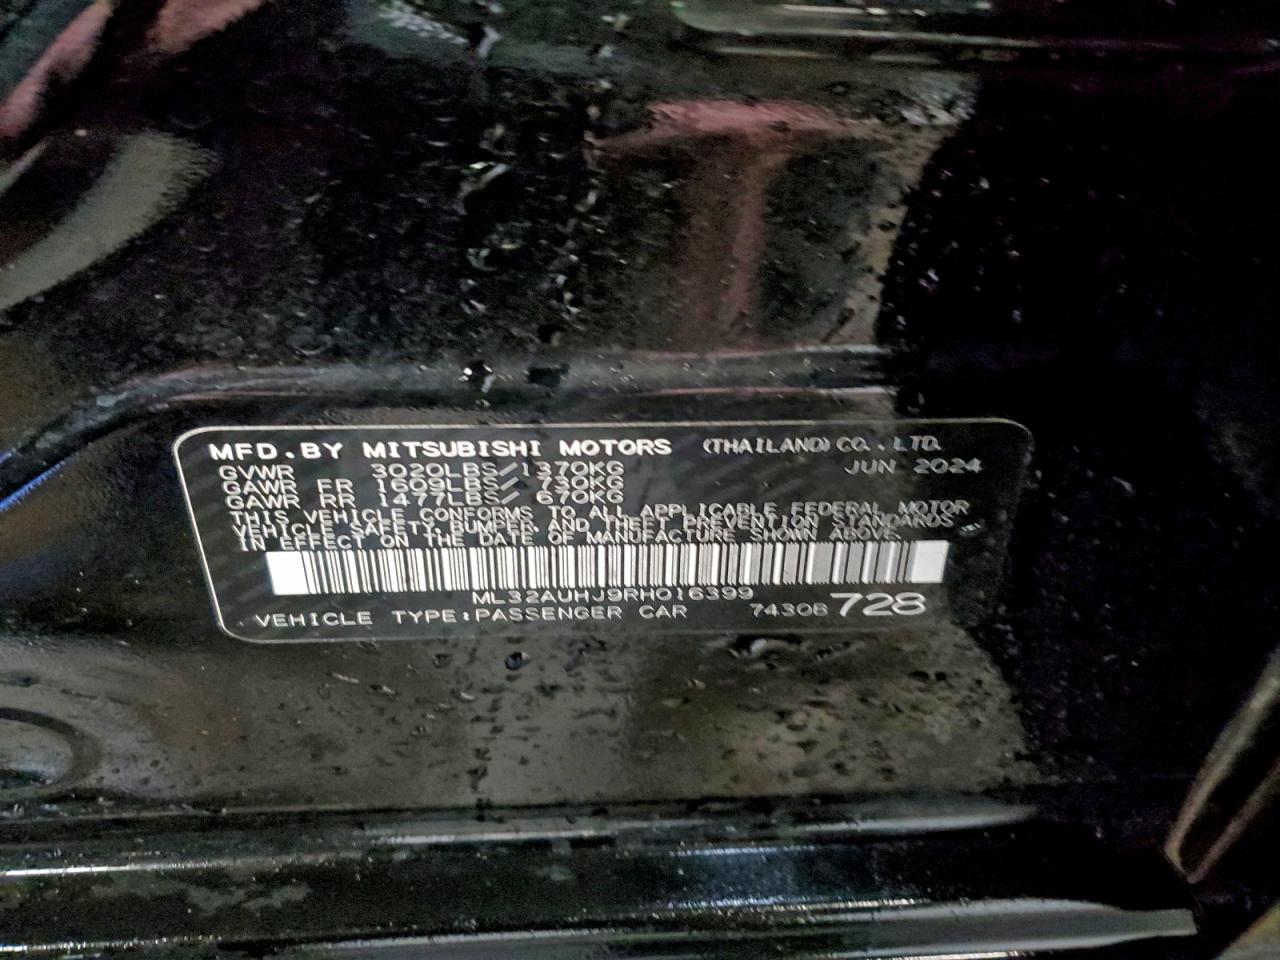 MFD. BY MITSUBISHI MOTORS (THAILAND) CO., LTD.
GVWR 3020LBS/1370KG JUN 2024
GAWR FR 1609LBS/ 730KG
GAWR RR 1477LBS/ 670KG
THIS VEHICLE CONFORMS TO ALL APPLICABLE FEDERAL MOTOR
VEHICLE SAFETY, BUMPER, AND THEFT PREVENTION STANDARDS
IN EFFECT ON THE DATE OF MANUFACTURE SHOWN ABOVE.
ML32AUHJ9RH016399
VEHICLE TYPE:PASSENGER CAR 7430B 728